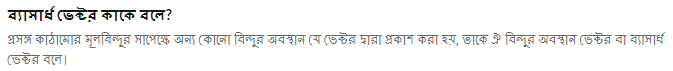 ব্যাসার্ধ ভেক্টর কাকে বলে?
প্রসঙ্গ কাঠামোর মূলবিন্দুর সাপেক্ষে অন্য কোনো বিন্দুর অবস্থান যে ভেক্টর দ্বারা প্রকাশ করা হয়, তাকে ঐ বিন্দুর অবস্থান ভেক্টর বা ব্যাসার্ধ
ভেক্টর বলে।